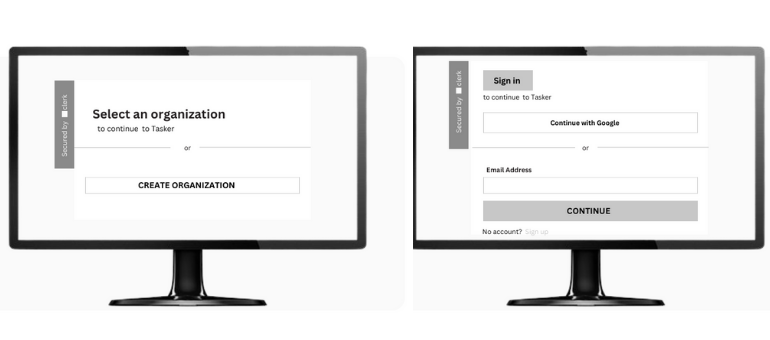 Secured by clerk
Select an organization
to continue to Tasker
or
CREATE ORGANIZATION
Secured by clerk
Sign in
to continue to Tasker
Continue with Google
or
Email Address
CONTINUE
No account? Sign up